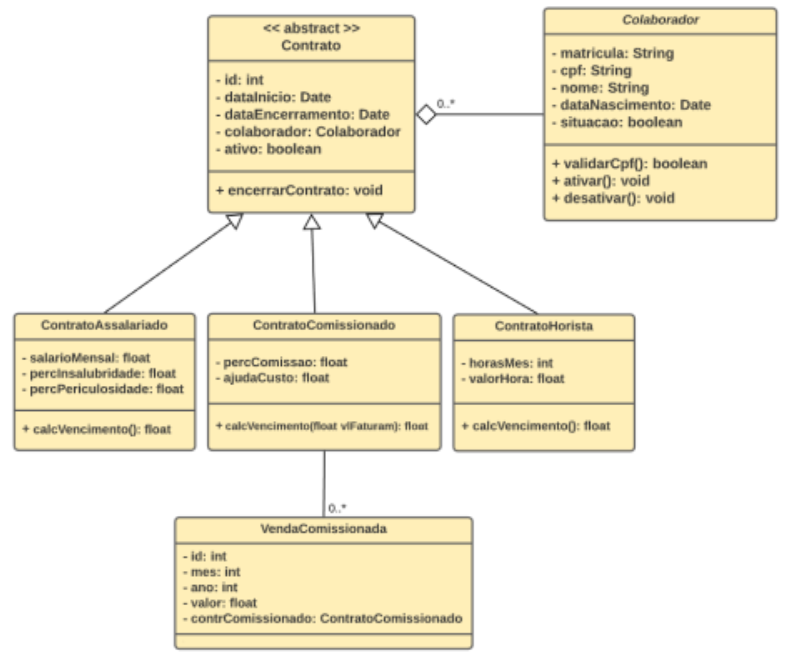 << abstract >>
Contrato
- id: int
- dataInicio: Date
- dataEncerramento: Date
- colaborador: Colaborador
- ativo: boolean
+ encerrarContrato: void
0..*
Colaborador
- matricula: String
- cpf: String
- nome: String
- dataNascimento: Date
- situacao: boolean
+ validarCpf(): boolean
+ ativar(): void
+ desativar(): void
ContratoAssalariado
- salarioMensal: float
- percInsalubridade: float
- percPericulosidade: float
+ calcVencimento(): float
ContratoComissionado
- percComissao: float
- ajudaCusto: float
+ calcVencimento(float vlFaturam): float
ContratoHorista
- horasMes: int
- valorHora: float
+ calcVencimento(): float
0..*
VendaComissionada
- id: int
- mes: int
- ano: int
- valor: float
- contrComissionado: ContratoComissionado